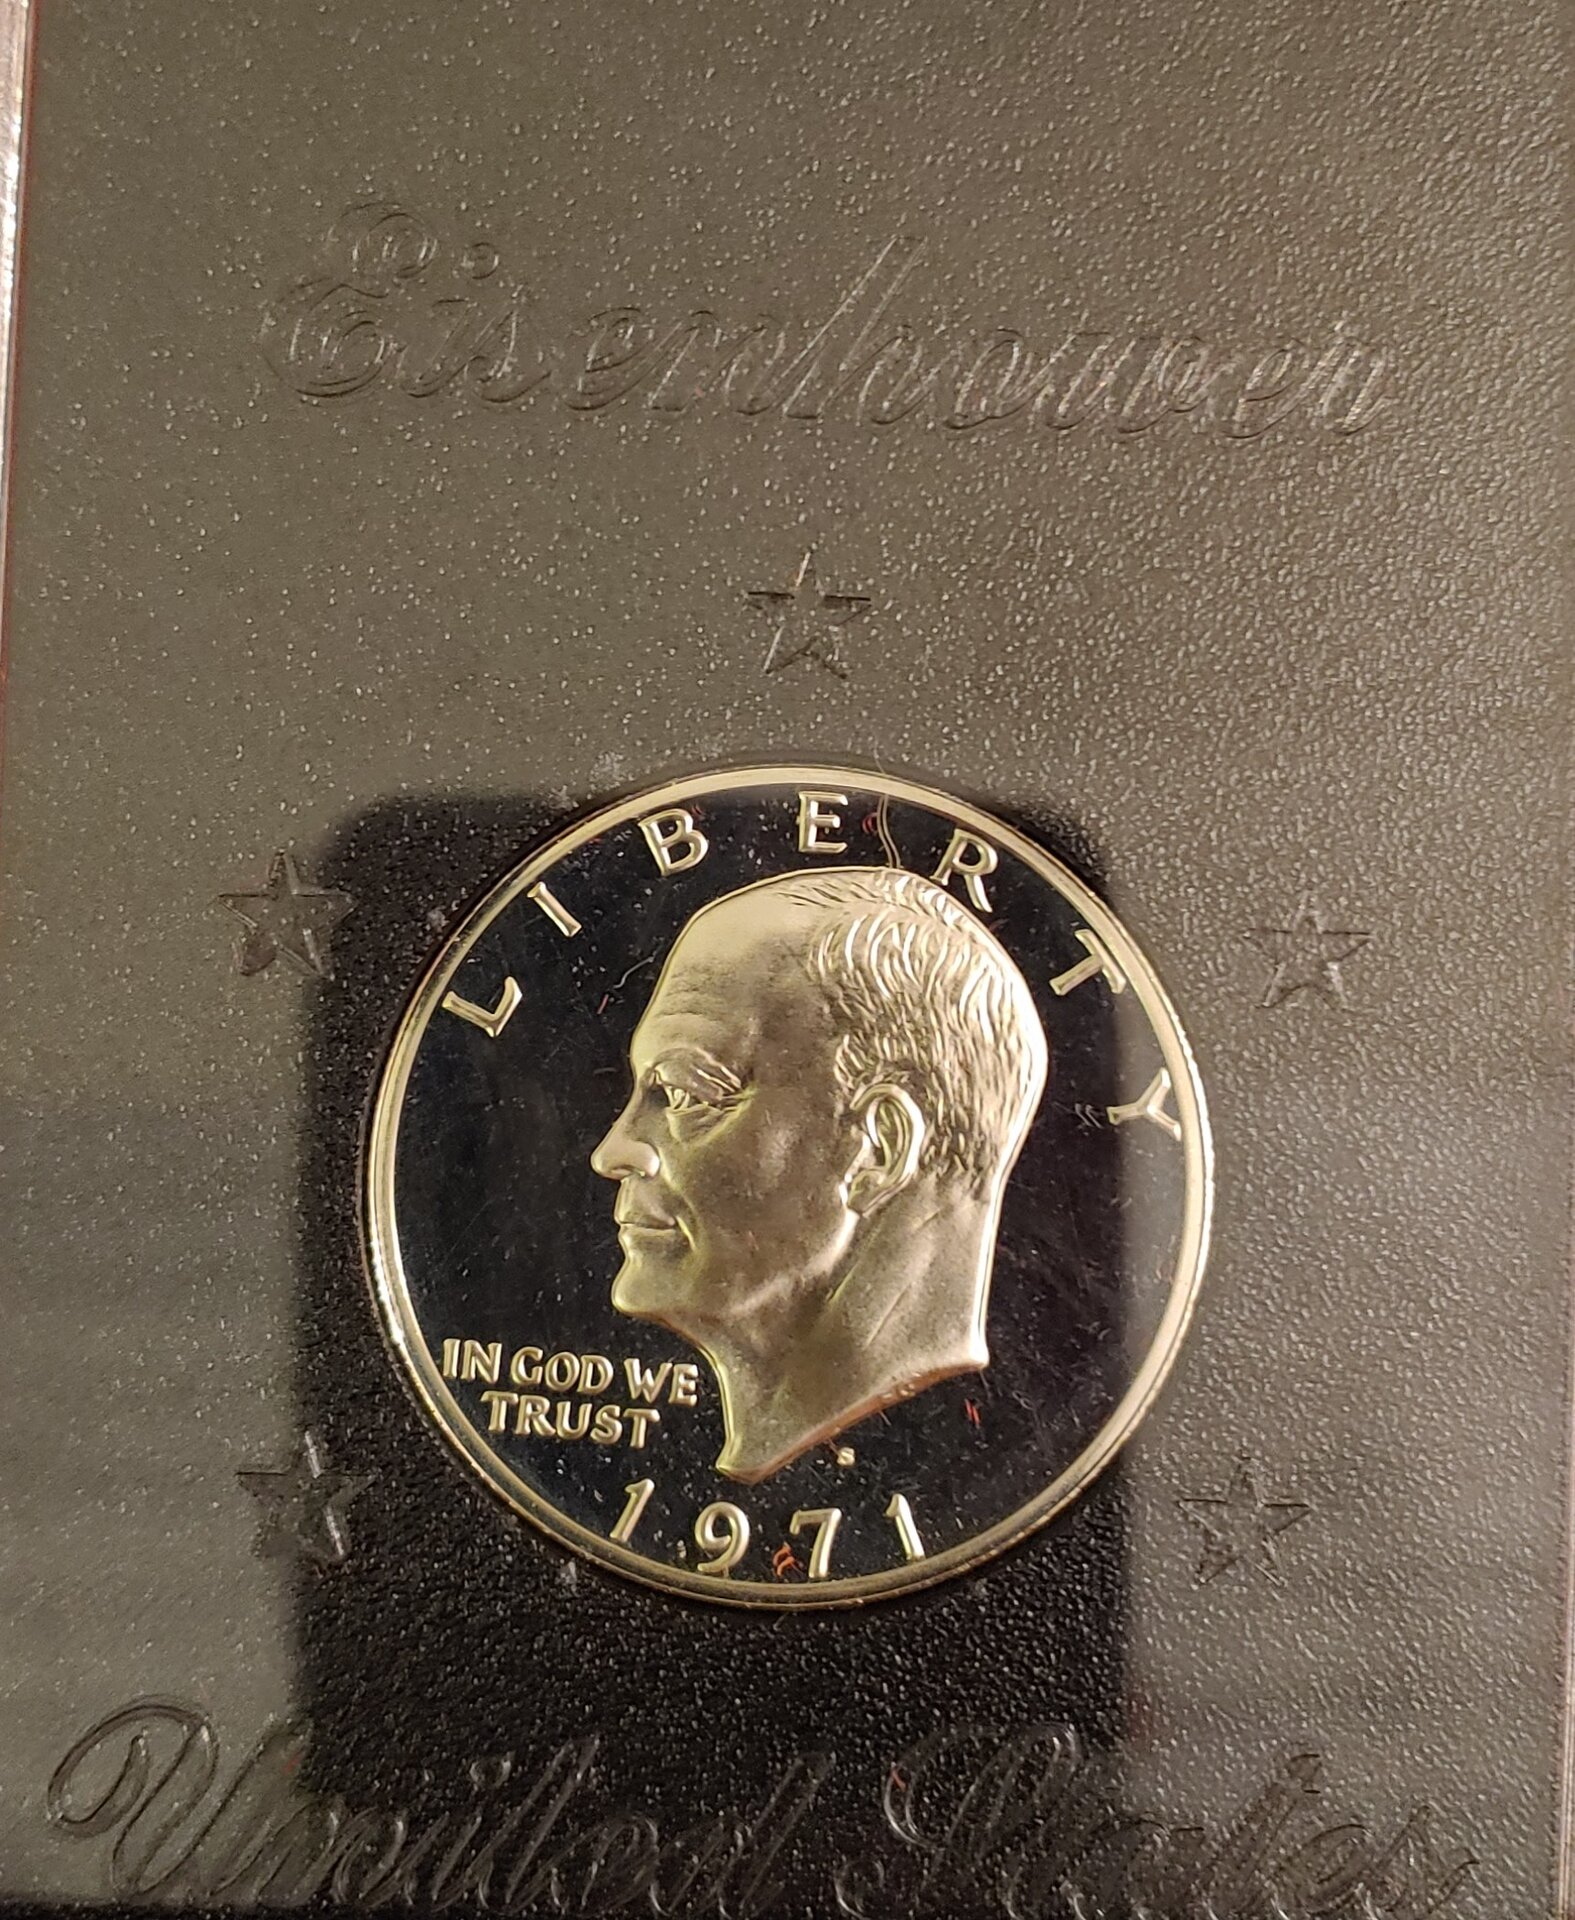 Eisenhower
LIBERTY
IN GOD WE
TRUST
S
1971
United States